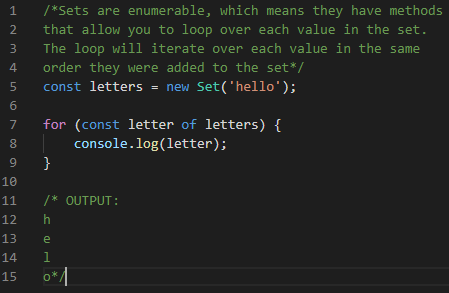 1 /*Sets are enumerable, which means they have methods
2 that allow you to loop over each value in the set.
3 The loop will iterate over each value in the same
4 order they were added to the set*/
5 const letters = new Set('hello');
6
7 for (const letter of letters) {
8     console.log(letter);
9 }
10
11 /* OUTPUT:
12 h
13 e
14 l
15 o*/